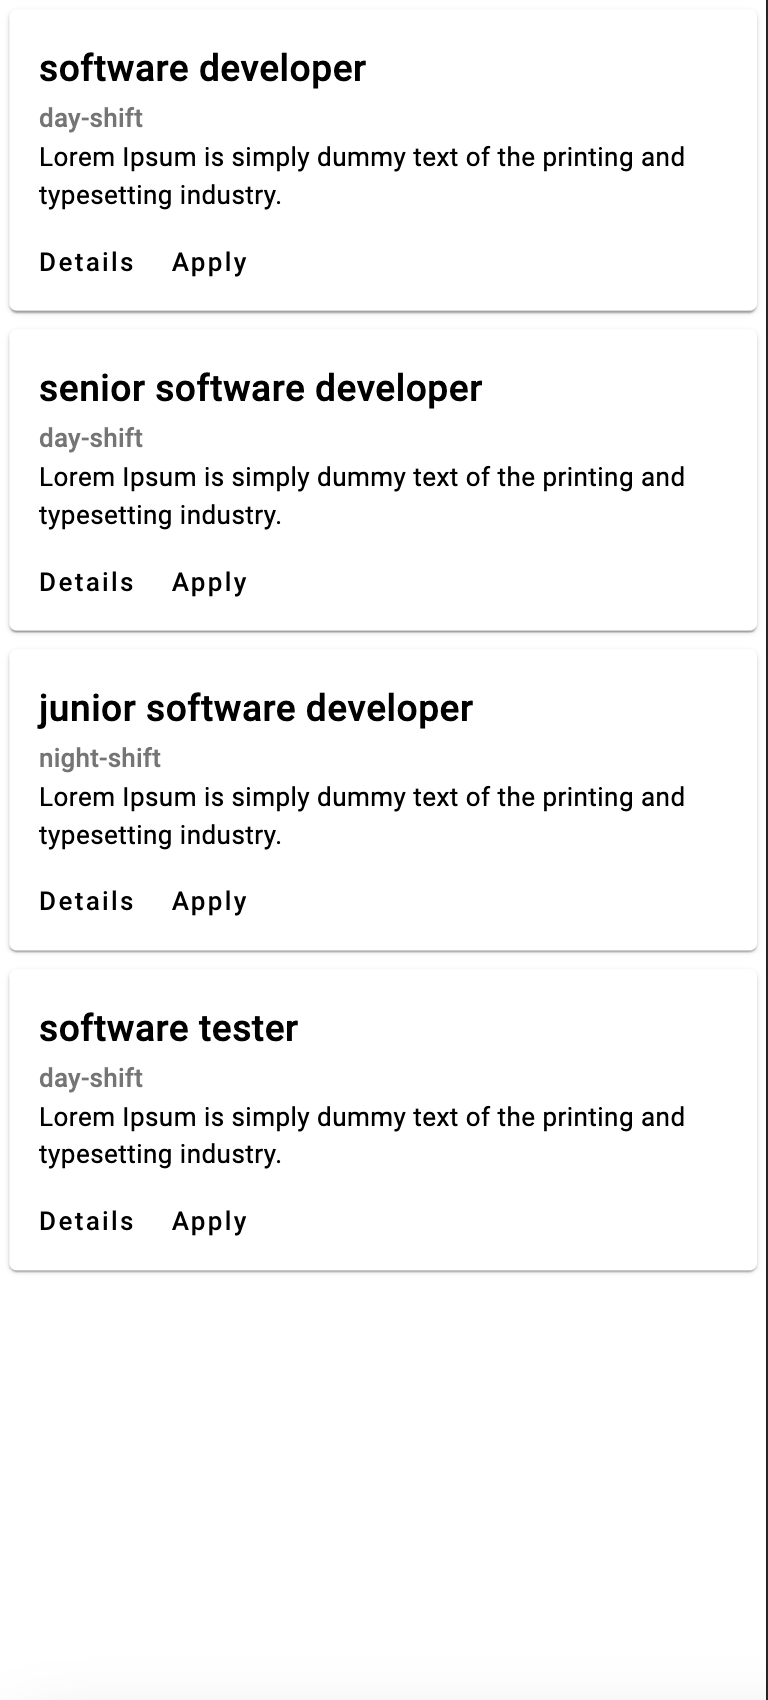 software developer
day-shift
Lorem Ipsum is simply dummy text of the printing and
typesetting industry.
Details Apply
senior software developer
day-shift
Lorem Ipsum is simply dummy text of the printing and
typesetting industry.
Details Apply
junior software developer
night-shift
Lorem Ipsum is simply dummy text of the printing and
typesetting industry.
Details Apply
software tester
day-shift
Lorem Ipsum is simply dummy text of the printing and
typesetting industry.
Details Apply